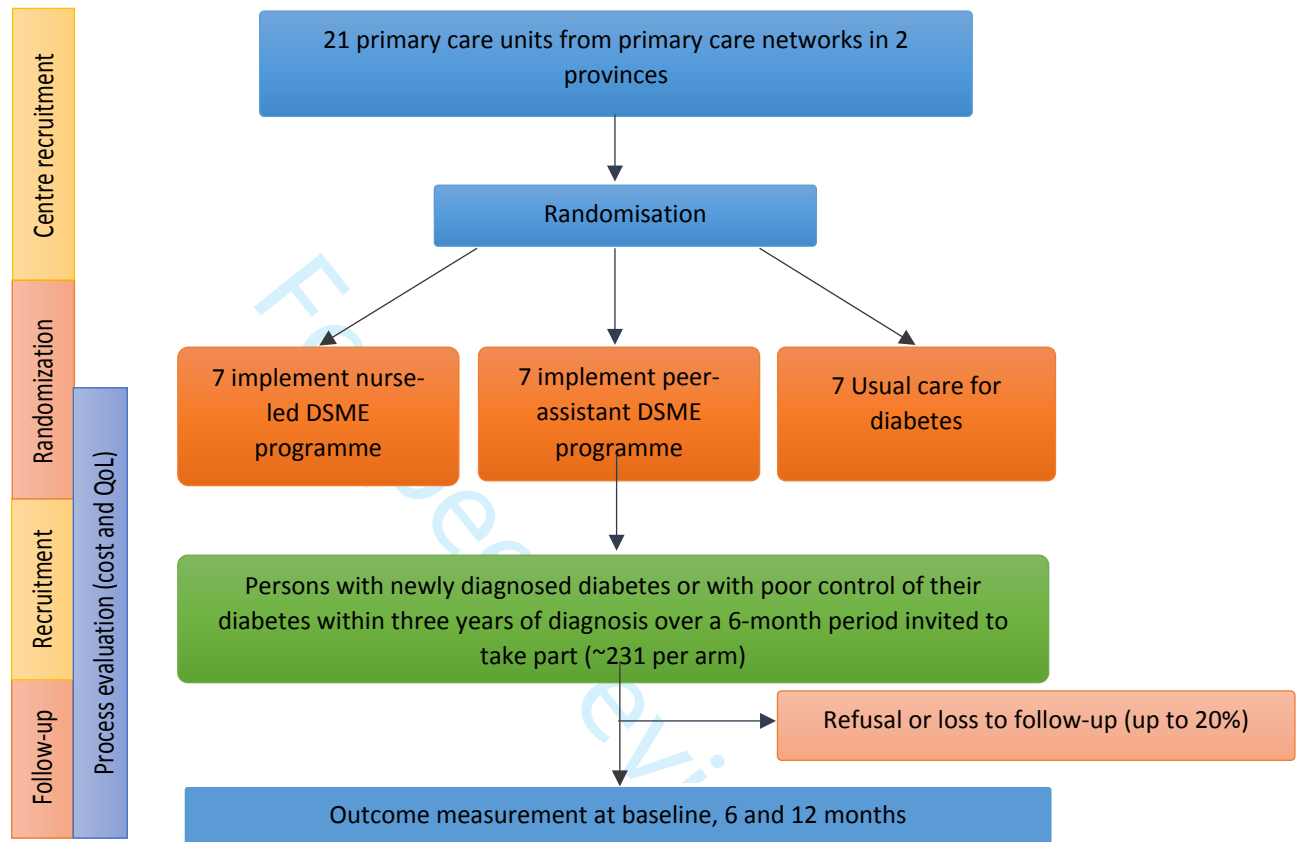 21 primary care units from primary care networks in 2
provinces
Centre recruitment
Randomisation
Randomization
7 implement nurse-
led DSME
programme
7 implement peer-
assistant DSME
programme
7 Usual care for
diabetes
Process evaluation (cost and QoL)
Recruitment
Persons with newly diagnosed diabetes or with poor control of their
diabetes within three years of diagnosis over a 6-month period invited to
take part (~231 per arm)
Follow-up
Refusal or loss to follow-up (up to 20%)
Outcome measurement at baseline, 6 and 12 months